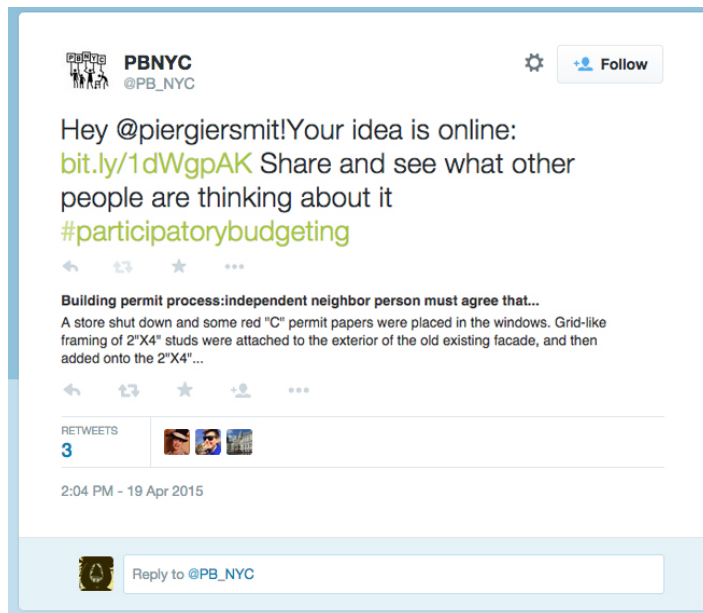 PBNYC
PBNYC
@PB_NYC
Follow
Hey @piergiersmit!Your idea is online:
bit.ly/1dWgpAK Share and see what other
people are thinking about it
#participatorybudgeting
Building permit process:independent neighbor person must agree that...
A store shut down and some red "C" permit papers were placed in the windows. Grid-like
framing of 2"X4" studs were attached to the exterior of the old existing facade, and then
added onto the 2"X4"...
RETWEETS
3
2:04 PM - 19 Apr 2015
Reply to @PB_NYC